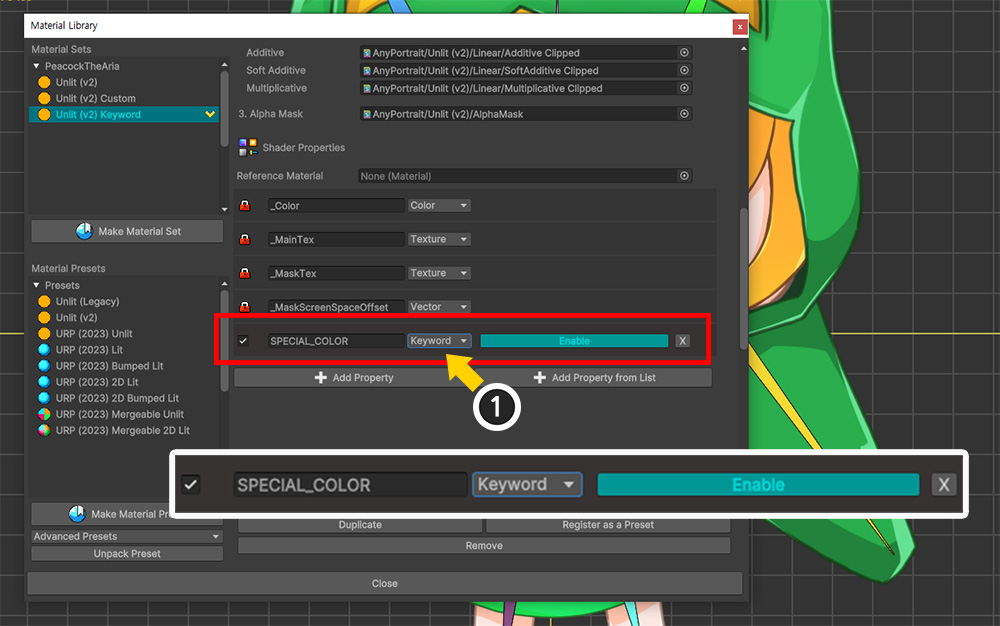 Material Library
x
Material Sets
PeacockTheAria
Unlit (v2)
Unlit (v2) Custom
Unlit (v2) Keyword
Make Material Set
Material Presets
Presets
Unlit (Legacy)
Unlit (v2)
URP (2023) Unlit
URP (2023) Lit
URP (2023) Bumped Lit
URP (2023) 2D Lit
URP (2023) 2D Bumped Lit
URP (2023) Mergeable Unlit
URP (2023) Mergeable 2D Lit
Make Material Pr
Advanced Presets
Unpack Preset
Additive AnyPortrait/Unlit (v2)/Linear/Additive Clipped
Soft Additive AnyPortrait/Unlit (v2)/Linear/SoftAdditive Clipped
Multiplicative AnyPortrait/Unlit (v2)/Linear/Multiplicative Clipped
3. Alpha Mask AnyPortrait/Unlit (v2)/AlphaMask
Shader Properties
Reference Material None (Material)
_Color Color
_MainTex Texture
_MaskTex Texture
_MaskScreenSpaceOffset Vector
SPECIAL_COLOR Keyword Enable X
Add Property Add Property from List
1
SPECIAL_COLOR Keyword Enable X
Duplicate Register as a Preset
Remove
Close